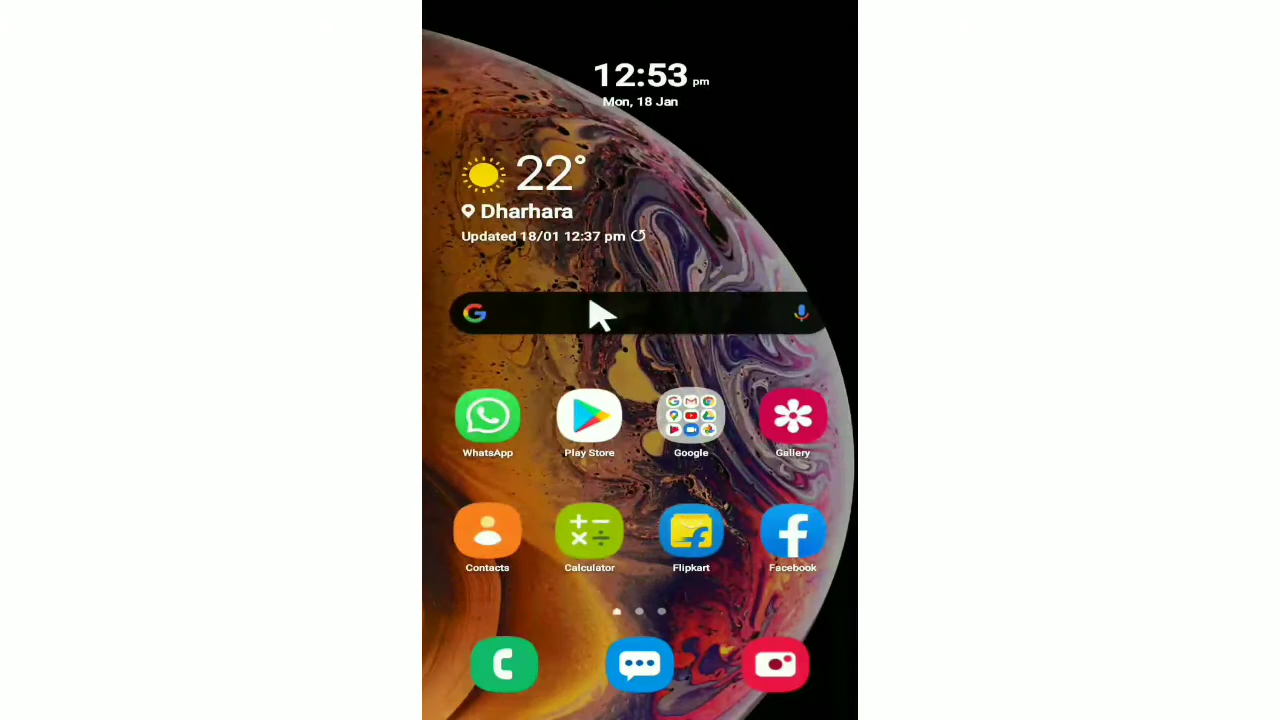 12:53 pm
Mon, 18 Jan
22°
Dharhara
Updated 18/01 12:37 pm
WhatsApp
Play Store
Google
Gallery
Contacts
Calculator
Flipkart
Facebook